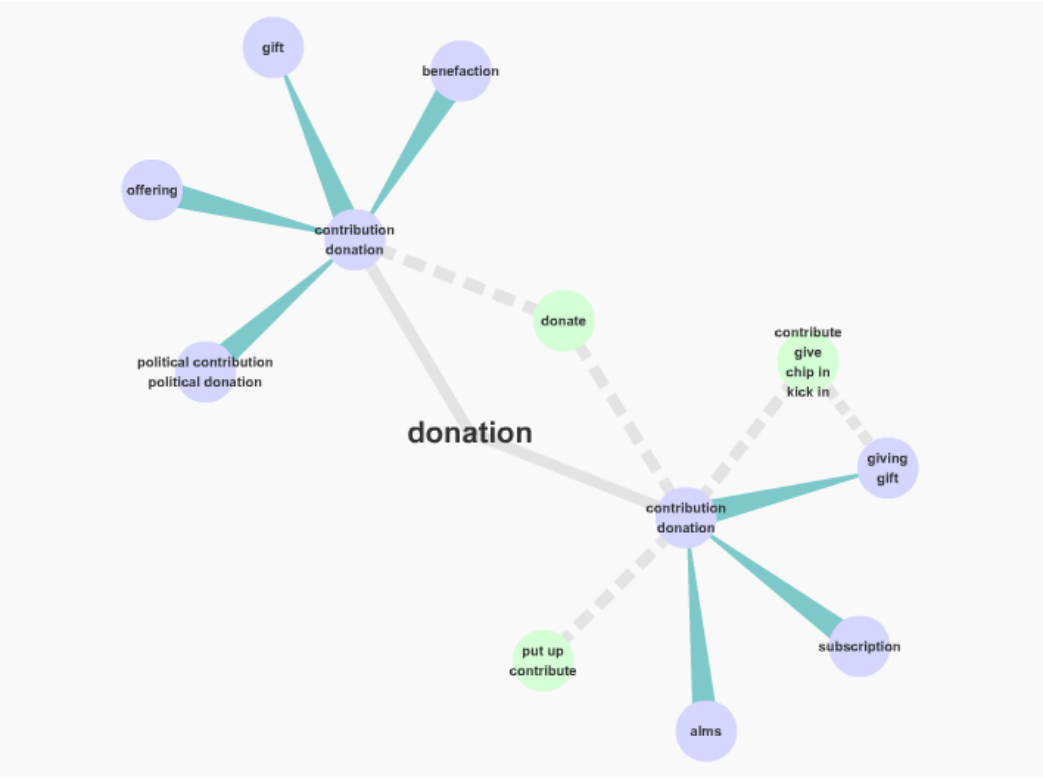 gift
benefaction
offering
contribution
donation
donate
contribute
give
chip in
kick in
political contribution
political donation
donation
giving
gift
contribution
donation
subscription
put up
contribute
alms